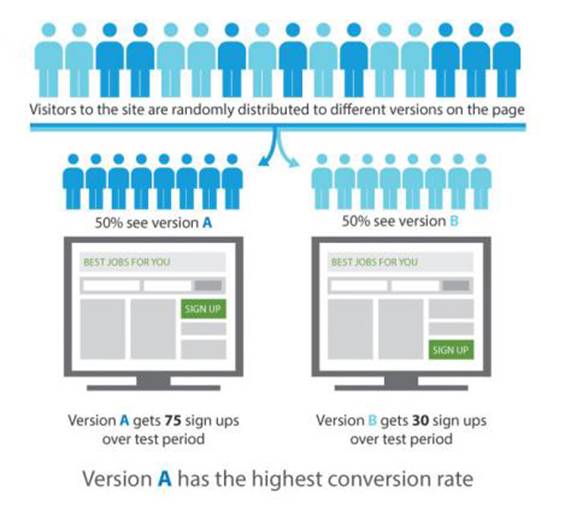 Visitors to the site are randomly distributed to different versions on the page
50% see version A
50% see version B
BEST JOBS FOR YOU
SIGN UP
BEST JOBS FOR YOU
SIGN UP
Version A gets 75 sign ups
over test period
Version B gets 30 sign ups
over test period
Version A has the highest conversion rate